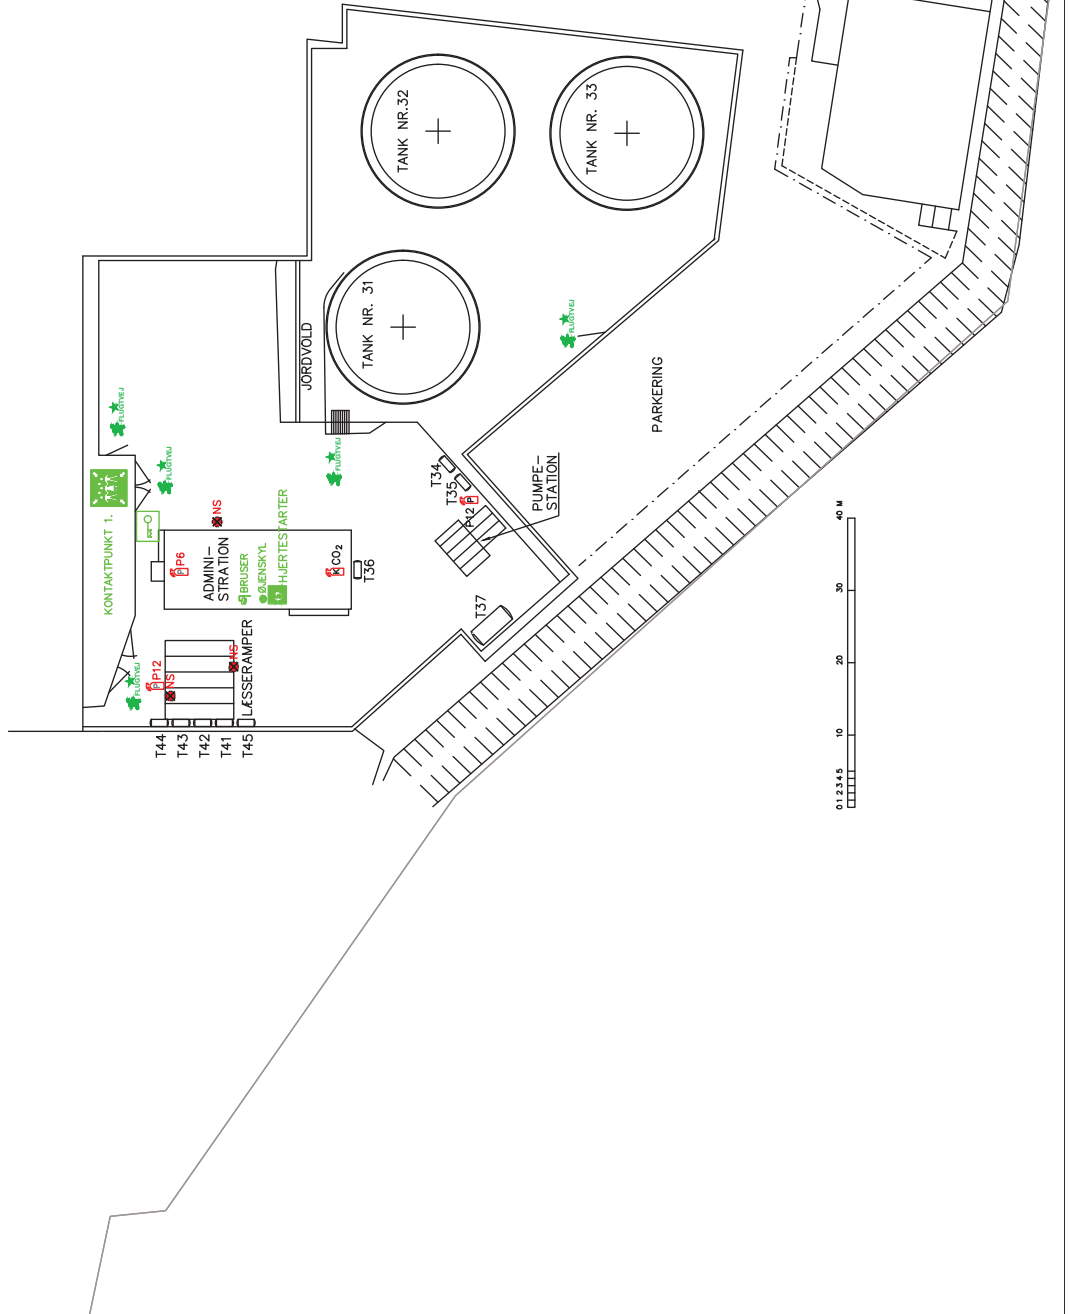 TANK NR.32
TANK NR. 33
TANK NR. 31
JORDVOLD
FLUGTVEJ
FLUGTVEJ
FLUGTVEJ
FLUGTVEJ
FLUGTVEJ
PARKERING
KONTAKTPUNKT 1.
NS
P6
ADMINI–
STRATION
BRUSER
ØJENSKYL
HJERTESTARTER
K CO2
T36
T34
T35
P12 P
PUMPE–
STATION
T37
P12
NS
NS
LÆSSERAMPER
T44
T43
T42
T41
T45
0 1 2 3 4 5 10 20 30 40 M